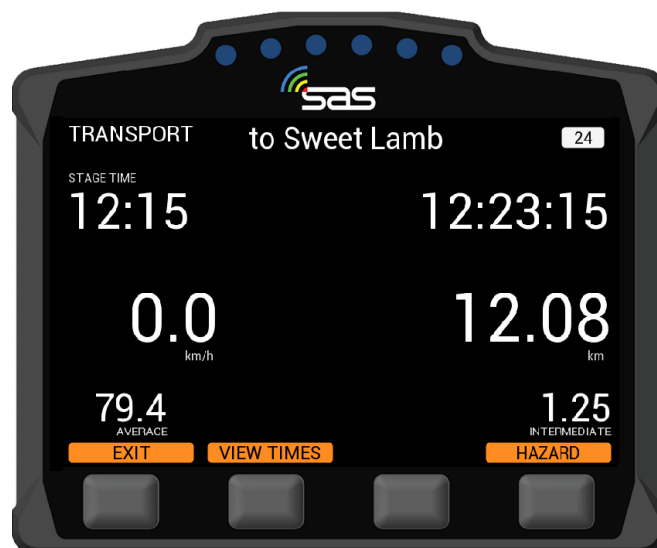 sas
TRANSPORT to Sweet Lamb 24
STAGE TIME
12:15 12:23:15
0.0 12.08
km/h km
79.4 1.25
AVERAGE INTERMEDIATE
EXIT VIEW TIMES HAZARD